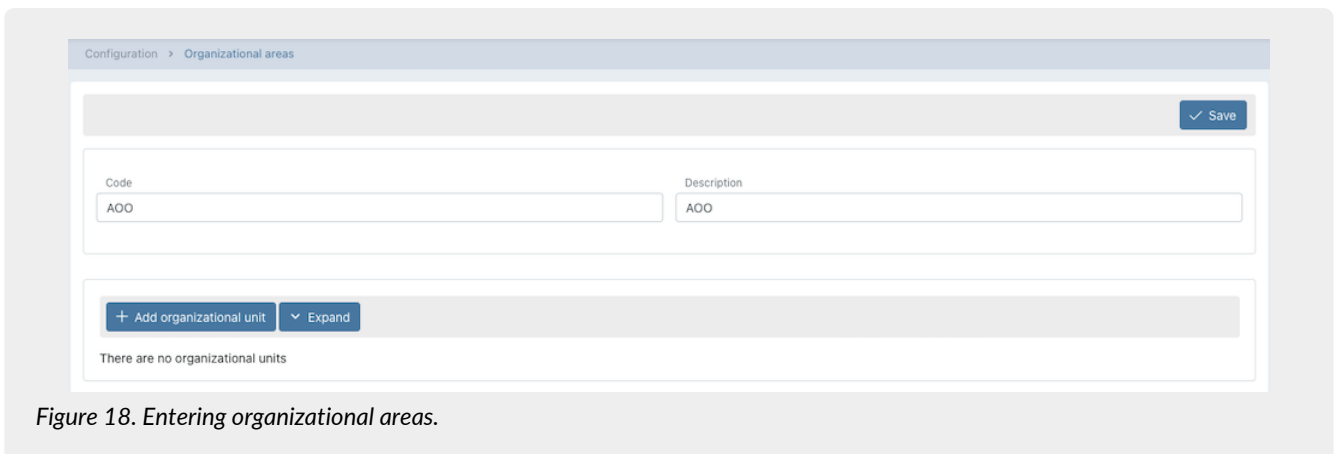 Configuration > Organizational areas
Save
Code Description
AOO AOO
Add organizational unit Expand
There are no organizational units
Figure 18. Entering organizational areas.